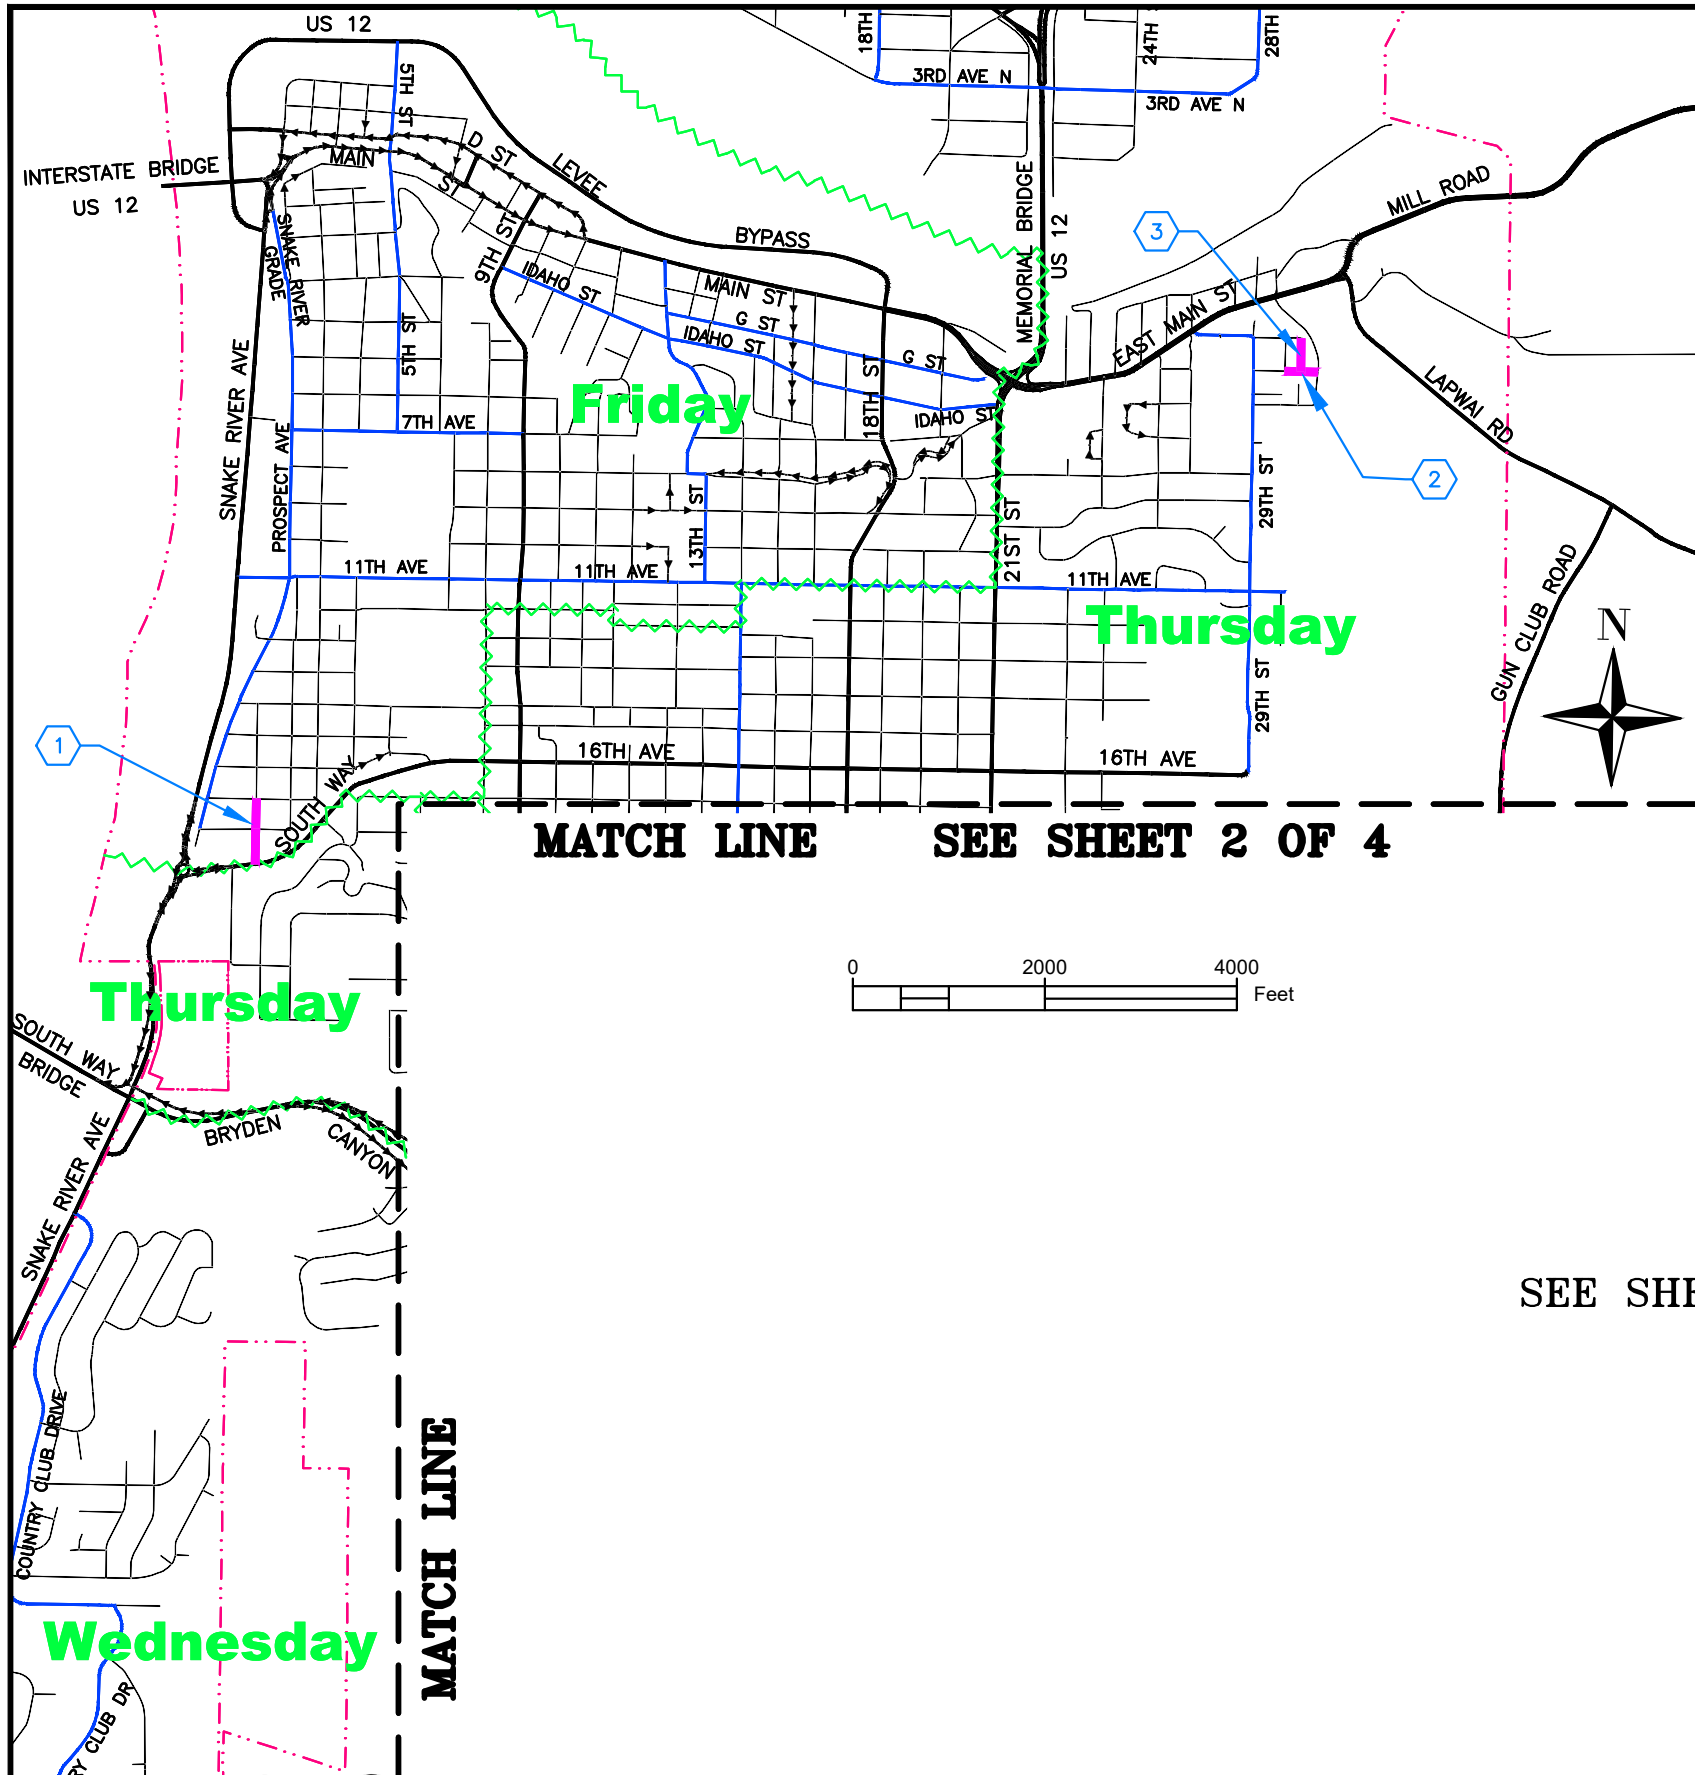 US 12
18TH
24TH
28TH
5TH ST
3RD AVE N
3RD AVE N
D ST
MAIN ST
LEVEE BYPASS
INTERSTATE BRIDGE
US 12
SNAKE RIVER GRADE
9TH ST
IDAHO ST
MAIN ST
G ST
IDAHO ST
G ST
IDAHO ST
MEMORIAL BRIDGE
US 12
MILL ROAD
3
EAST MAIN ST
LAPWAI RD
2
5TH ST
SNAKE RIVER AVE
Friday
18TH ST
7TH AVE
PROSPECT AVE
13TH ST
21ST ST
29TH ST
11TH AVE
11TH AVE
11TH AVE
Thursday
GUN CLUB ROAD
N
29TH ST
1
16TH AVE
16TH AVE
SOUTH WAY
MATCH LINE SEE SHEET 2 OF 4
0 2000 4000
Feet
Thursday
SOUTH WAY
BRIDGE
BRYDEN CANYON
SNAKE RIVER AVE
SEE SHE
COUNTRY CLUB DRIVE
MATCH LINE
Wednesday
RY CLUB DR